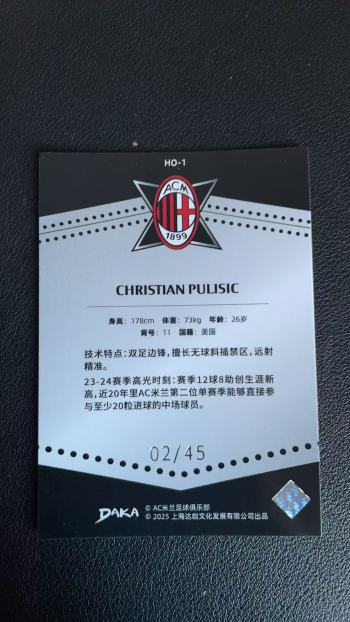 HO-1
ACM
1899
CHRISTIAN PULISIC
身高：178cm 体重：73kg 年龄：26岁
背号：11 国籍：美国
技术特点：双足边锋，擅长无球斜插禁区，远射
精准。
23-24赛季高光时刻：赛季12球8助创生涯新
高，近20年里AC米兰第二位单赛季能够直接参
与至少20粒进球的中场球员。
02/45
DAKA
© AC米兰足球俱乐部
© 2025 上海达咖文化发展有限公司出品